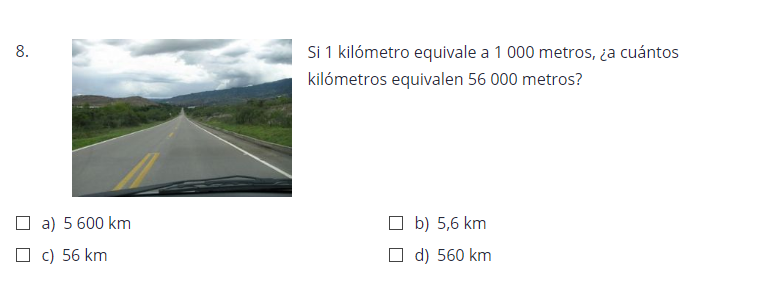 8.
Si 1 kilómetro equivale a 1 000 metros, ¿a cuántos
kilómetros equivalen 56 000 metros?
a) 5 600 km
b) 5,6 km
c) 56 km
d) 560 km